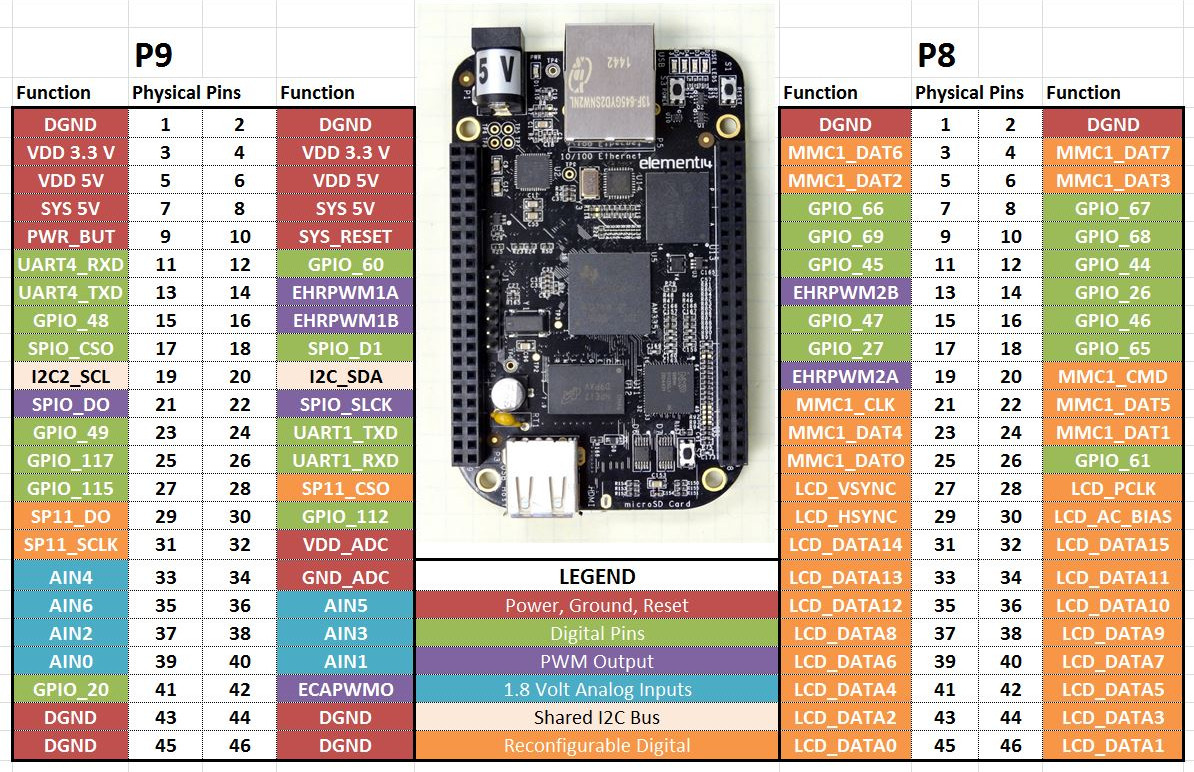 P9
Function Physical Pins Function
DGND 1 2 DGND
VDD 3.3 V 3 4 VDD 3.3 V
VDD 5V 5 6 VDD 5V
SYS 5V 7 8 SYS 5V
PWR_BUT 9 10 SYS_RESET
UART4_RXD 11 12 GPIO_60
UART4_TXD 13 14 EHRPWM1A
GPIO_48 15 16 EHRPWM1B
SPIO_CSO 17 18 SPIO_D1
I2C2_SCL 19 20 I2C_SDA
SPIO_DO 21 22 SPIO_SLCK
GPIO_49 23 24 UART1_TXD
GPIO_117 25 26 UART1_RXD
GPIO_115 27 28 SP11_CSO
SP11_DO 29 30 GPIO_112
SP11_SCLK 31 32 VDD_ADC
AIN4 33 34 GND_ADC
AIN6 35 36 AIN5
AIN2 37 38 AIN3
AIN0 39 40 AIN1
GPIO_20 41 42 ECAPWMO
DGND 43 44 DGND
DGND 45 46 DGND
5 V
1442
13F-64SGYD2SNW2NL
10/100 Ethernet
element14
microSD Card
HDMI
LEGEND
Power, Ground, Reset
Digital Pins
PWM Output
1.8 Volt Analog Inputs
Shared I2C Bus
Reconfigurable Digital
P8
Function Physical Pins Function
DGND 1 2 DGND
MMC1_DAT6 3 4 MMC1_DAT7
MMC1_DAT2 5 6 MMC1_DAT3
GPIO_66 7 8 GPIO_67
GPIO_69 9 10 GPIO_68
GPIO_45 11 12 GPIO_44
EHRPWM2B 13 14 GPIO_26
GPIO_47 15 16 GPIO_46
GPIO_27 17 18 GPIO_65
EHRPWM2A 19 20 MMC1_CMD
MMC1_CLK 21 22 MMC1_DAT5
MMC1_DAT4 23 24 MMC1_DAT1
MMC1_DATO 25 26 GPIO_61
LCD_VSYNC 27 28 LCD_PCLK
LCD_HSYNC 29 30 LCD_AC_BIAS
LCD_DATA14 31 32 LCD_DATA15
LCD_DATA13 33 34 LCD_DATA11
LCD_DATA12 35 36 LCD_DATA10
LCD_DATA8 37 38 LCD_DATA9
LCD_DATA6 39 40 LCD_DATA7
LCD_DATA4 41 42 LCD_DATA5
LCD_DATA2 43 44 LCD_DATA3
LCD_DATA0 45 46 LCD_DATA1